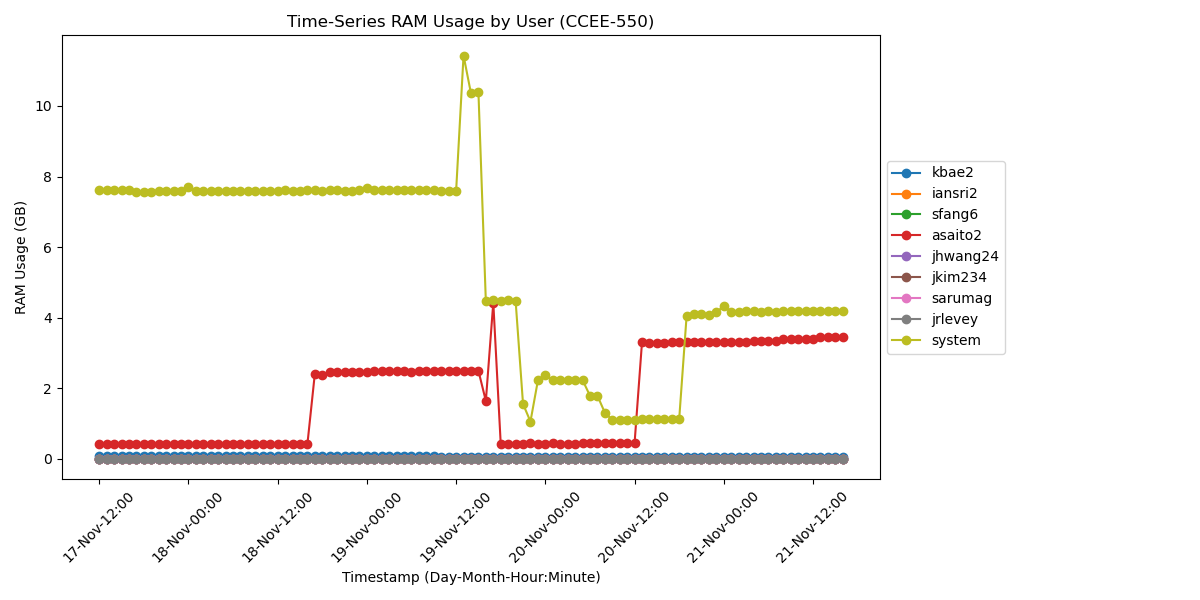 Time-Series RAM Usage by User (CCEE-550)
RAM Usage (GB)
10
8
6
4
2
0
17-Nov-12:00
18-Nov-00:00
18-Nov-12:00
19-Nov-00:00
19-Nov-12:00
20-Nov-00:00
20-Nov-12:00
21-Nov-00:00
21-Nov-12:00
Timestamp (Day-Month-Hour:Minute)
kbae2
iansri2
sfang6
asaito2
jhwang24
jkim234
sarumag
jrlevey
system